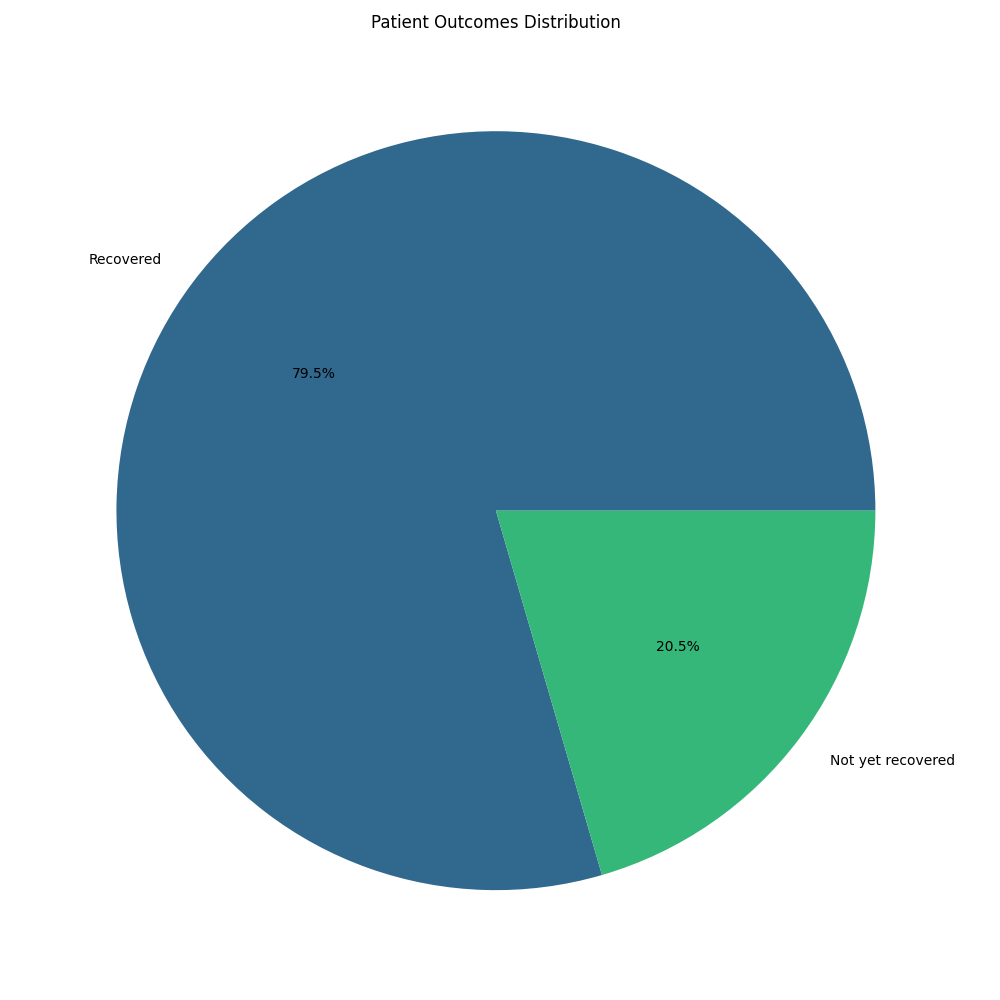 Patient Outcomes Distribution
Recovered
79.5%
20.5%
Not yet recovered